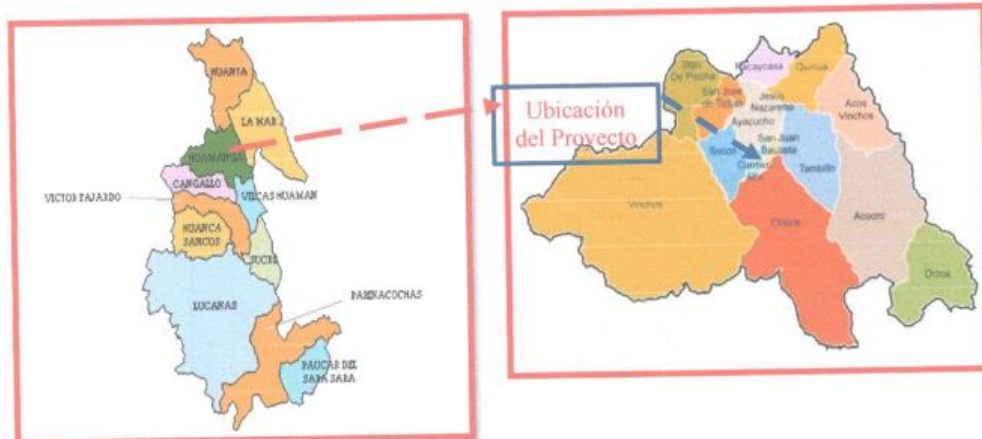 HUANTA
LA MAR
HUAMANGA
CANGALLO
VICTOR FAJARDO
VILCAS HUAMAN
HUANCA
SANCOS
SUCRE
LUCANAS
PARINACOCHAS
PAUCAR DEL
SARA SARA
Ubicación
del Proyecto
Stgo.
De Pischa
San Jose
de Ticllas
Pacaycasa
Quinua
Jesus
Nazareno
Ayacucho
Acos
Vinchos
San Juan
Bautista
Socos
Carmen
Alto
Tambillo
Vinchos
Chiara
Acocro
Ocros